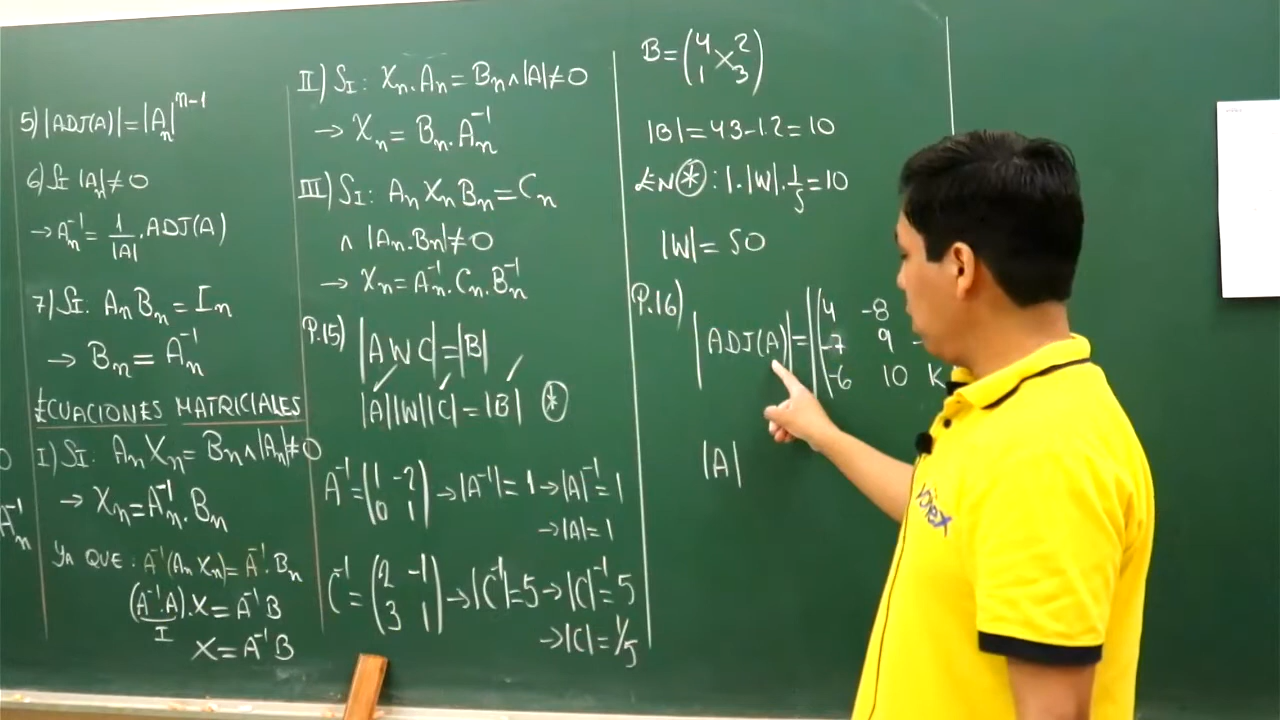 5) |ADJ(A)| = |Aₙ|ⁿ⁻¹
6) SI |Aₙ| ≠ 0
→ Aₙ⁻¹ = 1/|A| . ADJ(A)
7) SI: Aₙ Bₙ = Iₙ
→ Bₙ = Aₙ⁻¹
ECUACIONES MATRICIALES
I) SI: Aₙ Xₙ = Bₙ ∧ |Aₙ| ≠ 0
→ Xₙ = Aₙ⁻¹ . Bₙ
YA QUE: A⁻¹(Aₙ Xₙ) = A⁻¹ . Bₙ
(A⁻¹.A) . X = A⁻¹ B
I
X = A⁻¹ B
II) SI: Xₙ . Aₙ = Bₙ ∧ |A| ≠ 0
→ Xₙ = Bₙ . Aₙ⁻¹
III) SI: Aₙ Xₙ Bₙ = Cₙ
∧ |Aₙ . Bₙ| ≠ 0
→ Xₙ = Aₙ⁻¹ . Cₙ . Bₙ⁻¹
P.15) |A W C| = |B|
|A||W||C| = |B| (*)
A⁻¹ = (1 -2
0 1) → |A⁻¹| = 1 → |A|⁻¹ = 1
→ |A| = 1
C⁻¹ = (2 -1
3 1) → |C⁻¹| = 5 → |C|⁻¹ = 5
→ |C| = 1/5
B = (4 2
1 3)
|B| = 4.3 - 1.2 = 10
EN (*): 1 . |W| . 1/5 = 10
|W| = 50
P.16)
|ADJ(A)| = |(4 -8
-7 9 -
-6 10 K
|A|
VONEX